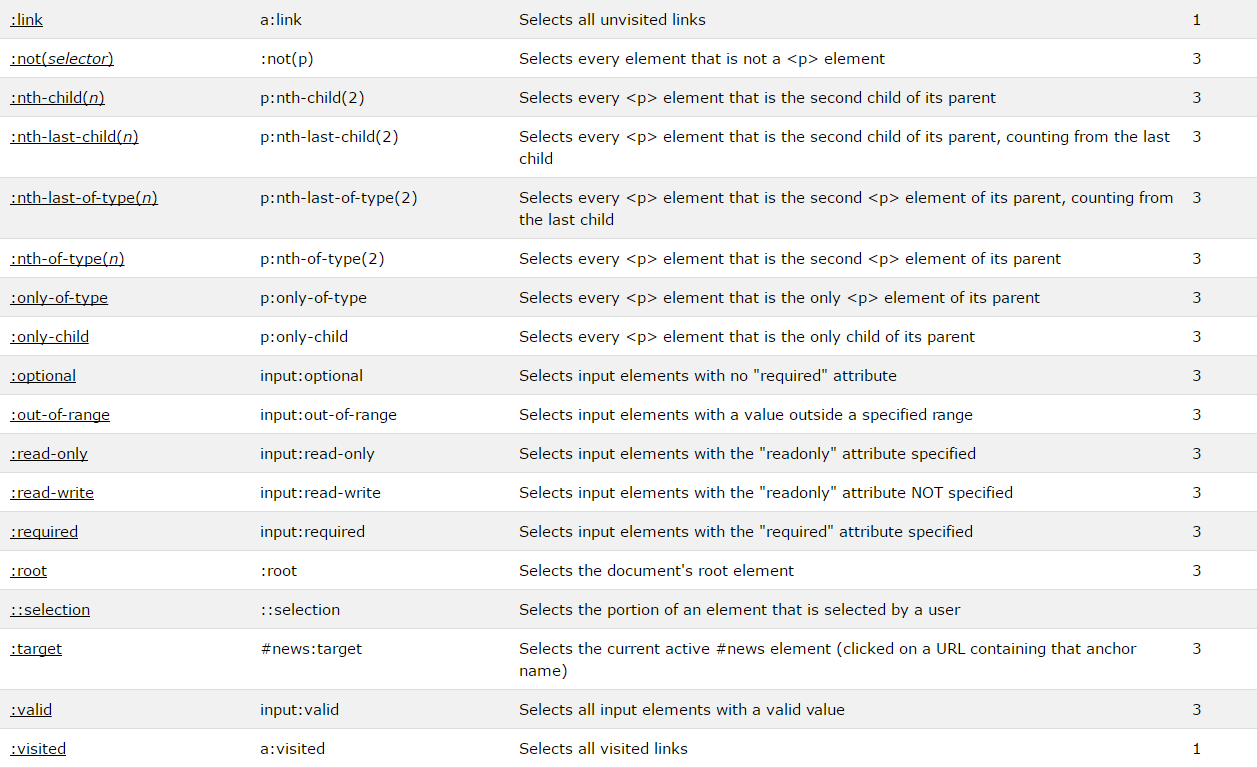 :link a:link Selects all unvisited links 1
:not(selector) :not(p) Selects every element that is not a <p> element 3
:nth-child(n) p:nth-child(2) Selects every <p> element that is the second child of its parent 3
:nth-last-child(n) p:nth-last-child(2) Selects every <p> element that is the second child of its parent, counting from the last 3
child
:nth-last-of-type(n) p:nth-last-of-type(2) Selects every <p> element that is the second <p> element of its parent, counting from 3
the last child
:nth-of-type(n) p:nth-of-type(2) Selects every <p> element that is the second <p> element of its parent 3
:only-of-type p:only-of-type Selects every <p> element that is the only <p> element of its parent 3
:only-child p:only-child Selects every <p> element that is the only child of its parent 3
:optional input:optional Selects input elements with no "required" attribute 3
:out-of-range input:out-of-range Selects input elements with a value outside a specified range 3
:read-only input:read-only Selects input elements with the "readonly" attribute specified 3
:read-write input:read-write Selects input elements with the "readonly" attribute NOT specified 3
:required input:required Selects input elements with the "required" attribute specified 3
:root :root Selects the document's root element 3
::selection ::selection Selects the portion of an element that is selected by a user
:target #news:target Selects the current active #news element (clicked on a URL containing that anchor 3
name)
:valid input:valid Selects all input elements with a valid value 3
:visited a:visited Selects all visited links 1